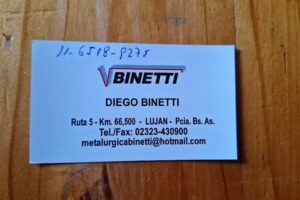 11-6518-9275
VBINETTI
DIEGO BINETTI
Ruta 5 - Km. 66,500 - LUJAN - Pcia. Bs. As.
Tel./Fax: 02323-430900
metalurgicabinetti@hotmail.com